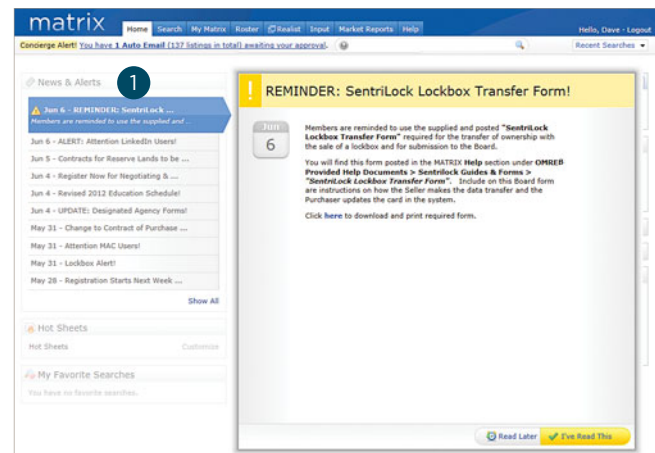 matrix
Home Search My Matrix Roster Realist Input Market Reports Help
Hello, Dave · Logout
Concierge Alert! You have 1 Auto Email (137 listings in total) awaiting your approval.
Recent Searches
News & Alerts
1
Jun 6 - REMINDER: SentriLock ...
Members are reminded to use the supplied and ..
Jun 6 - ALERT: Attention LinkedIn Users!
Jun 5 - Contracts for Reserve Lands to be ...
Jun 4 - Register Now for Negotiating & ...
Jun 4 - Revised 2012 Education Schedule!
Jun 4 - UPDATE: Designated Agency Forms!
May 31 - Change to Contract of Purchase ...
May 31 - Attention MAC Users!
May 31 - Lockbox Alert!
May 28 - Registration Starts Next Week ...
Show All
Hot Sheets
Hot Sheets Customize
My Favorite Searches
You have no favorite searches.
! REMINDER: SentriLock Lockbox Transfer Form!
Jun
6
Members are reminded to use the supplied and posted "SentriLock
Lockbox Transfer Form" required for the transfer of ownership with
the sale of a lockbox and for submission to the Board.
You will find this form posted in the MATRIX Help section under OMREB
Provided Help Documents > Sentrilock Guides & Forms >
"SentriLock Lockbox Transfer Form". Include on this Board form
are instructions on how the Seller makes the data transfer and the
Purchaser updates the card in the system.
Click here to download and print required form.
Read Later I've Read This